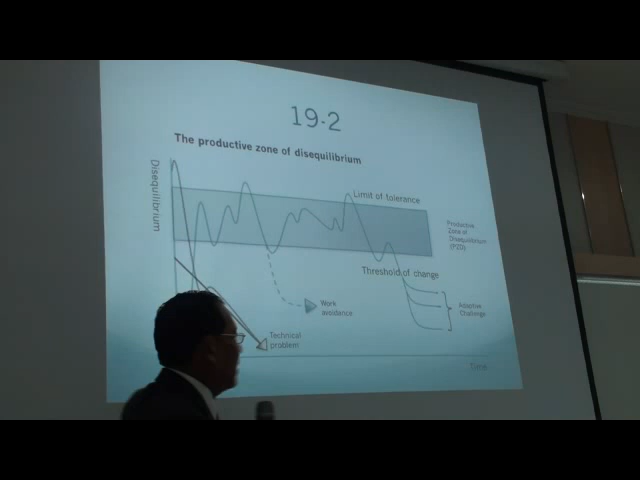 19.2
The productive zone of disequilibrium
Disequilibrium
Limit of tolerance
Productive
Zone of
Disequilibrium
(PZD)
Threshold of change
Work
avoidance
Adaptive
Challenge
Technical
problem
Time